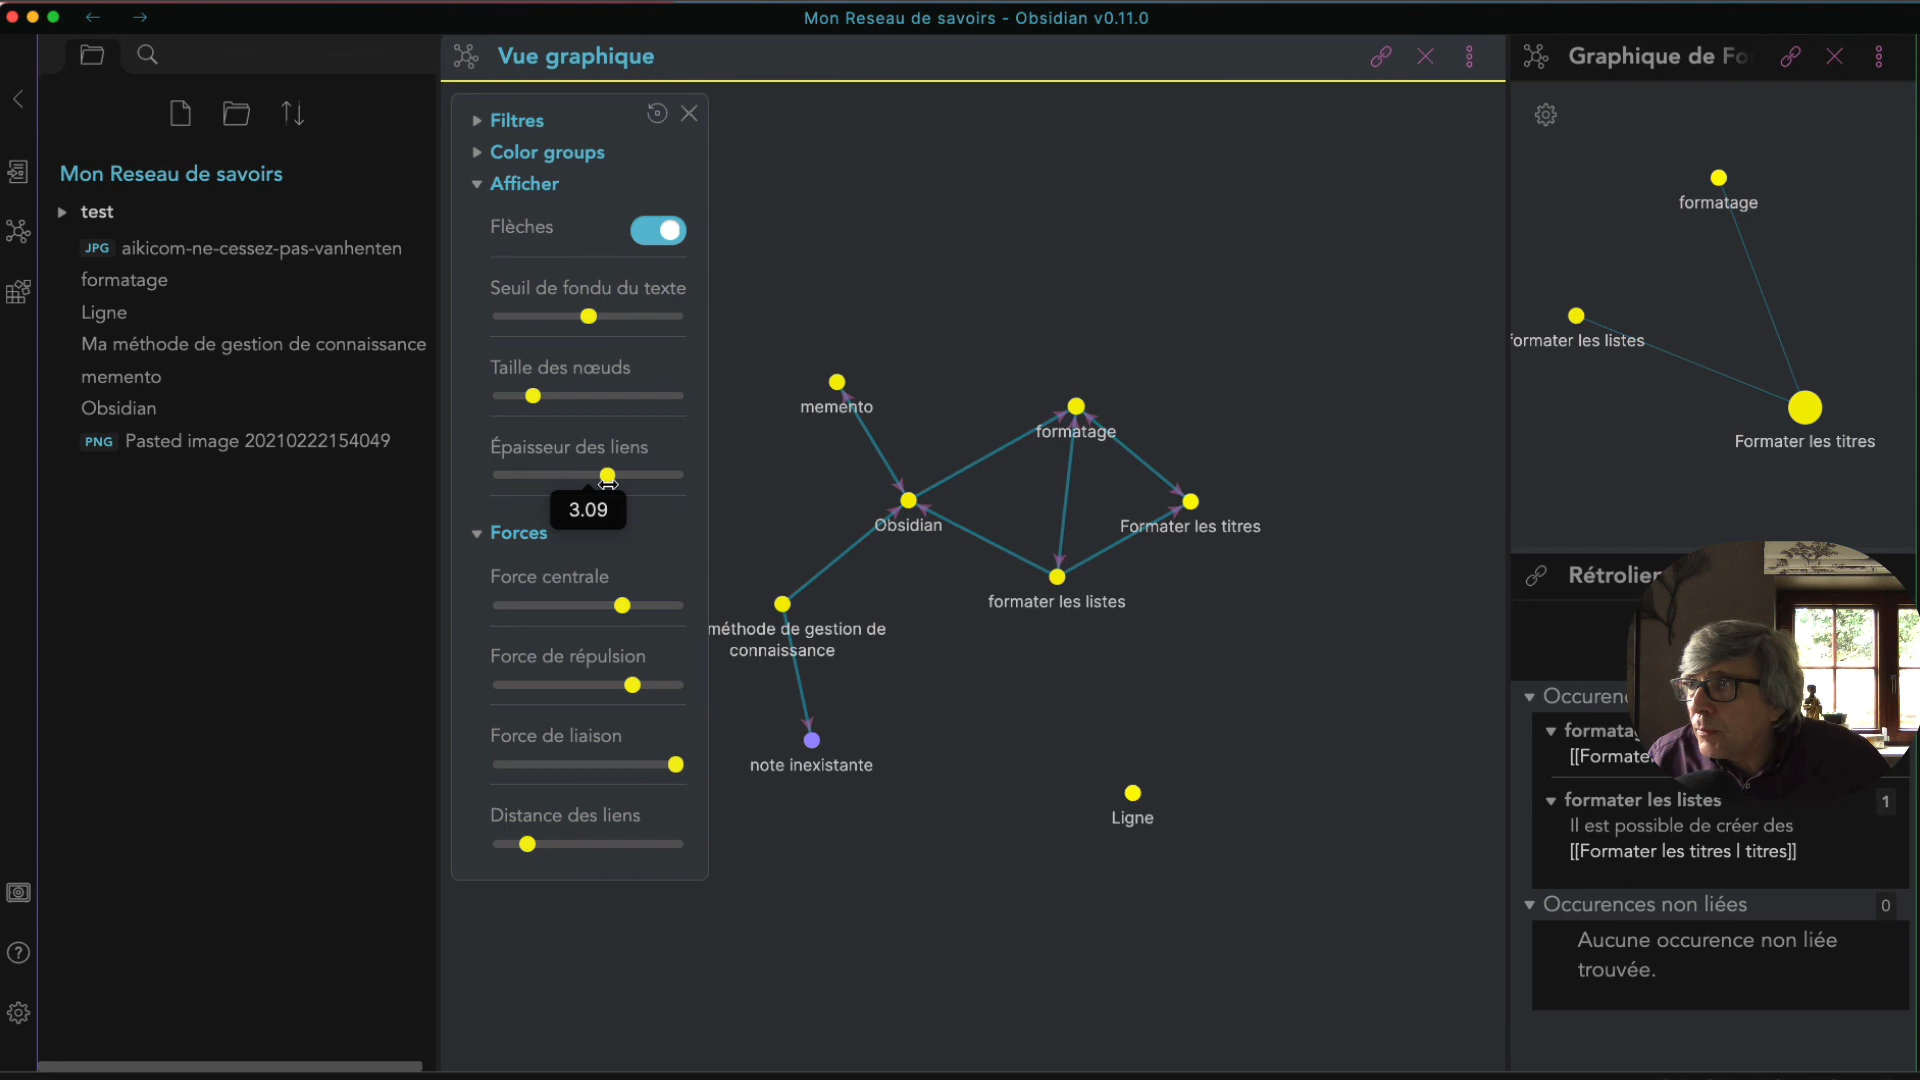 Mon Reseau de savoirs - Obsidian v0.11.0
Mon Reseau de savoirs
test
JPG aikicom-ne-cessez-pas-vanhenten
formatage
Ligne
Ma méthode de gestion de connaissance
memento
Obsidian
PNG Pasted image 20210222154049
Vue graphique
Filtres
Color groups
Afficher
Flèches
Seuil de fondu du texte
Taille des nœuds
Épaisseur des liens
3.09
Forces
Force centrale
Force de répulsion
Force de liaison
Distance des liens
memento
formatage
Obsidian
Formater les titres
formater les listes
méthode de gestion de
connaissance
note inexistante
Ligne
Graphique de Fo
formatage
formater les listes
Formater les titres
Rétrolien
Occuren
formatag
[[Formate
formater les listes 1
Il est possible de créer des
[[Formater les titres | titres]]
Occurences non liées 0
Aucune occurence non liée
trouvée.